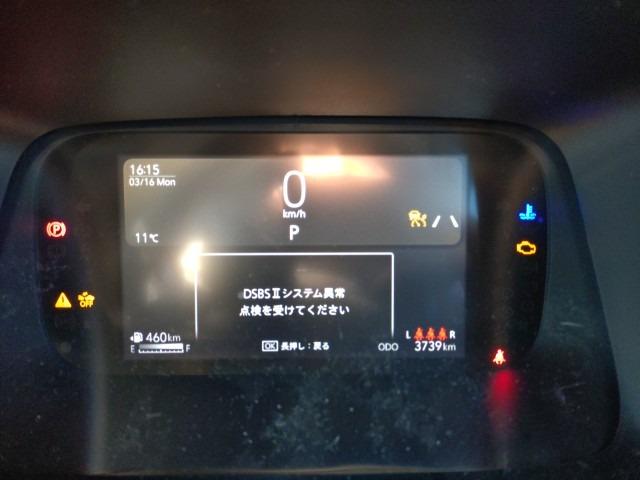 16:15
03/16 Mon
0
km/h
P
11℃
P
OFF
DSBSⅡシステム異常
点検を受けてください
460km
E F
OK 長押し:戻る
L R
ODO 3739km